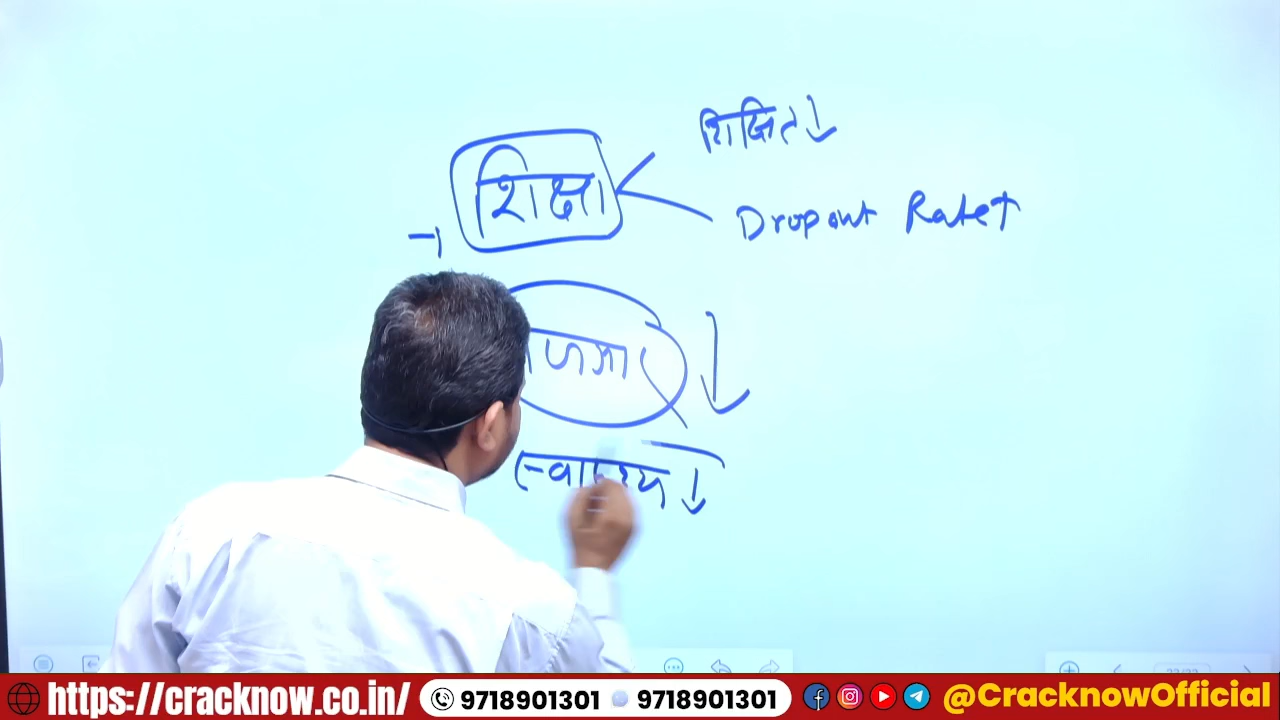 शिक्षित↓
शिक्षा
Dropout Rate↑
↓
स्वास्थ्य ↓
https://cracknow.co.in/ 9718901301 9718901301 @CracknowOfficial